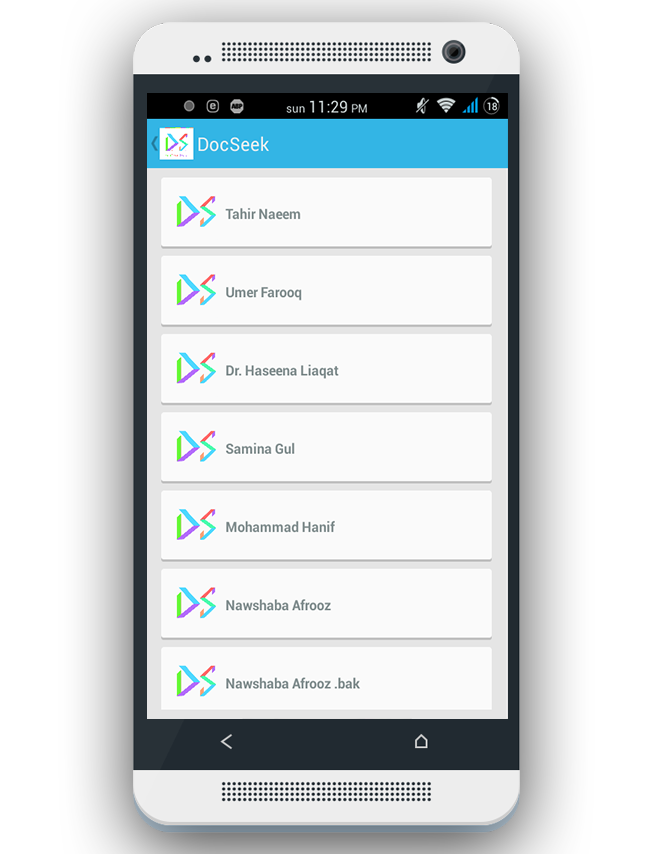 sun 11:29 PM 18
DocSeek
Tahir Naeem
Umer Farooq
Dr. Haseena Liaqat
Samina Gul
Mohammad Hanif
Nawshaba Afrooz
Nawshaba Afrooz .bak